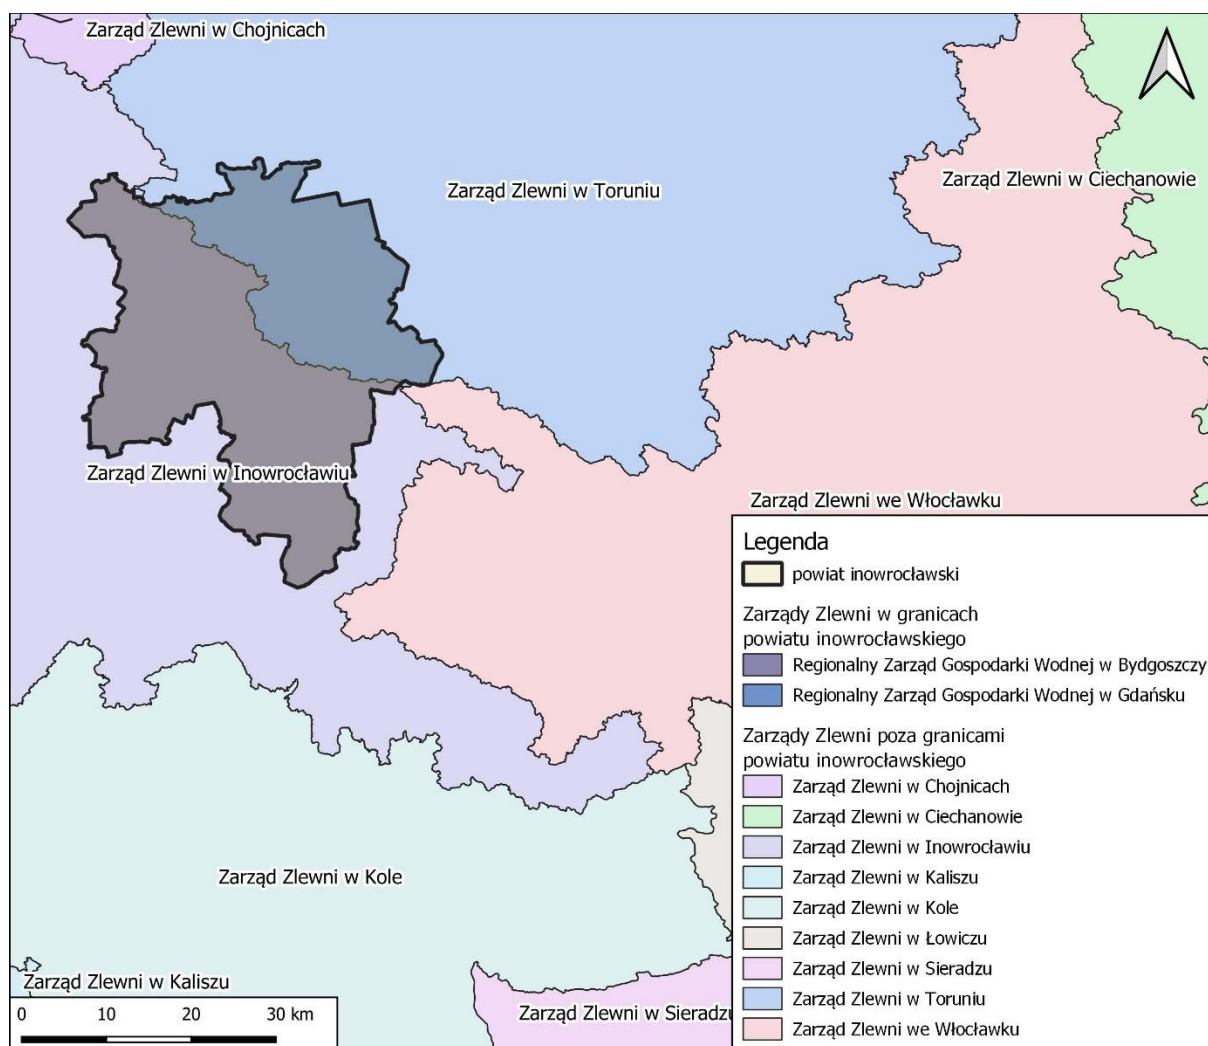 Zarząd Zlewni w Chojnicach
Zarząd Zlewni w Toruniu
Zarząd Zlewni w Ciechanowie
Zarząd Zlewni w Inowrocławiu
Zarząd Zlewni we Włocławku
Zarząd Zlewni w Kole
Zarząd Zlewni w Kaliszu
Zarząd Zlewni w Sieradzu
0 10 20 30 km
Legenda
powiat inowrocławski
Zarządy Zlewni w granicach
powiatu inowrocławskiego
Regionalny Zarząd Gospodarki Wodnej w Bydgoszczy
Regionalny Zarząd Gospodarki Wodnej w Gdańsku
Zarządy Zlewni poza granicami
powiatu inowrocławskiego
Zarząd Zlewni w Chojnicach
Zarząd Zlewni w Ciechanowie
Zarząd Zlewni w Inowrocławiu
Zarząd Zlewni w Kaliszu
Zarząd Zlewni w Kole
Zarząd Zlewni w Łowiczu
Zarząd Zlewni w Sieradzu
Zarząd Zlewni w Toruniu
Zarząd Zlewni we Włocławku